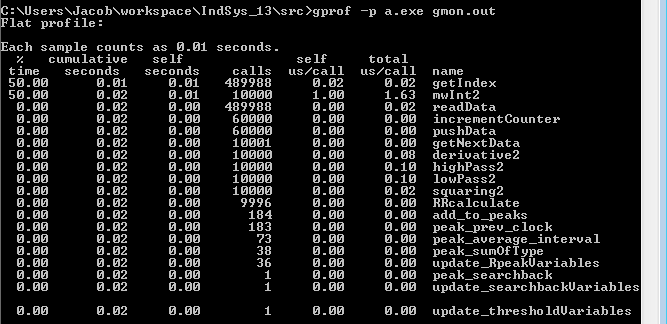 C:\Users\Jacob\workspace\IndSys_13\src>gprof -p a.exe gmon.out
Flat profile:
Each sample counts as 0.01 seconds.
% cumulative self self total
time seconds seconds calls us/call us/call name
50.00 0.01 0.01 489988 0.02 0.02 getIndex
50.00 0.02 0.01 10000 1.00 1.63 mwInt2
0.00 0.02 0.00 489988 0.00 0.02 readData
0.00 0.02 0.00 60000 0.00 0.00 incrementCounter
0.00 0.02 0.00 60000 0.00 0.00 pushData
0.00 0.02 0.00 10001 0.00 0.00 getNextData
0.00 0.02 0.00 10000 0.00 0.08 derivative2
0.00 0.02 0.00 10000 0.00 0.10 highPass2
0.00 0.02 0.00 10000 0.00 0.10 lowPass2
0.00 0.02 0.00 10000 0.00 0.02 squaring2
0.00 0.02 0.00 9996 0.00 0.00 RRcalculate
0.00 0.02 0.00 184 0.00 0.00 add_to_peaks
0.00 0.02 0.00 183 0.00 0.00 peak_prev_clock
0.00 0.02 0.00 73 0.00 0.00 peak_average_interval
0.00 0.02 0.00 38 0.00 0.00 peak_sumOfType
0.00 0.02 0.00 36 0.00 0.00 update_RpeakVariables
0.00 0.02 0.00 1 0.00 0.00 peak_searchback
0.00 0.02 0.00 1 0.00 0.00 update_searchbackVariables
0.00 0.02 0.00 1 0.00 0.00 update_thresholdVariables